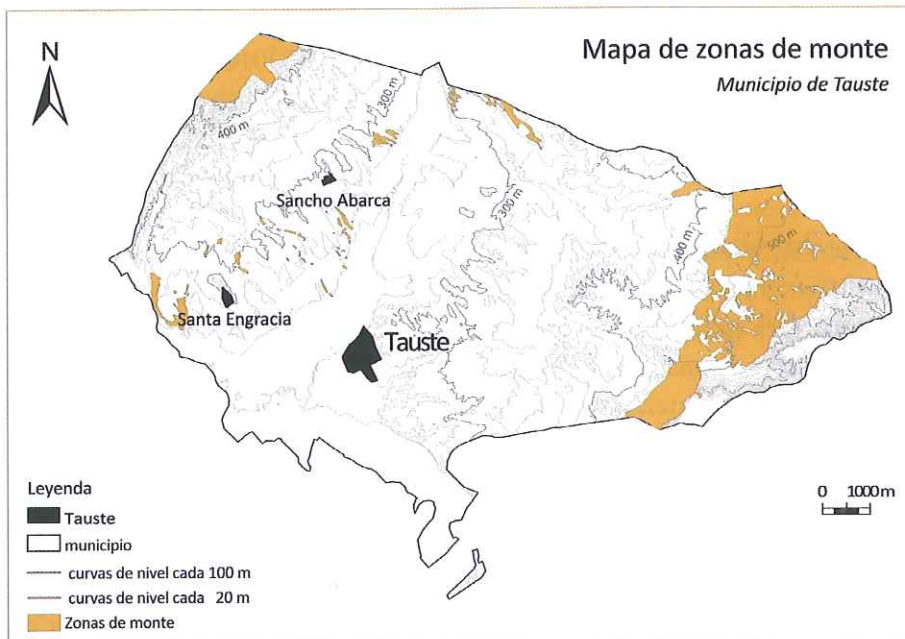 Mapa de zonas de monte
Municipio de Tauste
N
400 m
300 m
Sancho Abarca
300 m
400 m
500 m
Santa Engracia
Tauste
Leyenda
Tauste
municipio
curvas de nivel cada 100 m
curvas de nivel cada 20 m
Zonas de monte
0 1000 m